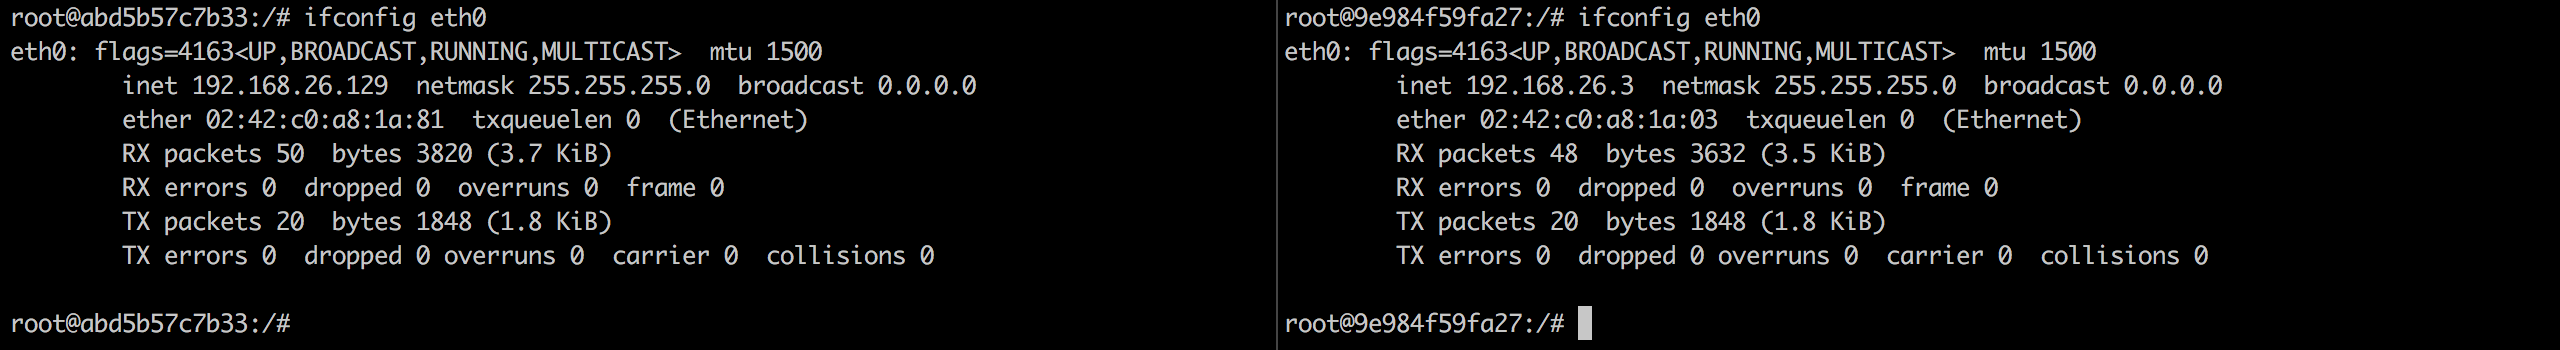 root@abd5b57c7b33:/# ifconfig eth0
eth0: flags=4163<UP,BROADCAST,RUNNING,MULTICAST>  mtu 1500
        inet 192.168.26.129  netmask 255.255.255.0  broadcast 0.0.0.0
        ether 02:42:c0:a8:1a:81  txqueuelen 0  (Ethernet)
        RX packets 50  bytes 3820 (3.7 KiB)
        RX errors 0  dropped 0  overruns 0  frame 0
        TX packets 20  bytes 1848 (1.8 KiB)
        TX errors 0  dropped 0 overruns 0  carrier 0  collisions 0
root@abd5b57c7b33:/#
root@9e984f59fa27:/# ifconfig eth0
eth0: flags=4163<UP,BROADCAST,RUNNING,MULTICAST>  mtu 1500
        inet 192.168.26.3  netmask 255.255.255.0  broadcast 0.0.0.0
        ether 02:42:c0:a8:1a:03  txqueuelen 0  (Ethernet)
        RX packets 48  bytes 3632 (3.5 KiB)
        RX errors 0  dropped 0  overruns 0  frame 0
        TX packets 20  bytes 1848 (1.8 KiB)
        TX errors 0  dropped 0 overruns 0  carrier 0  collisions 0
root@9e984f59fa27:/#